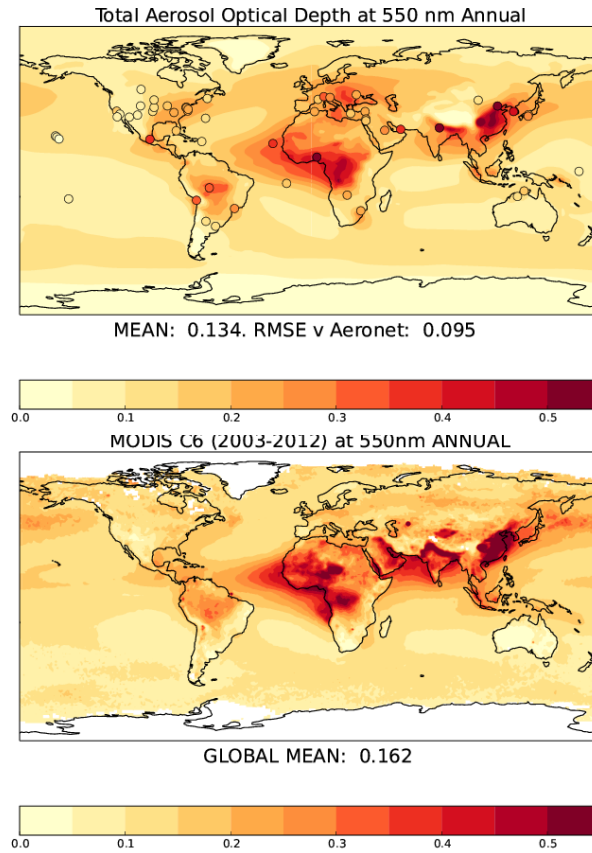 Total Aerosol Optical Depth at 550 nm Annual
MEAN:  0.134. RMSE v Aeronet:  0.095
0.0 0.1 0.2 0.3 0.4 0.5
MODIS C6 (2003-2012) at 550nm ANNUAL
GLOBAL MEAN:  0.162
0.0 0.1 0.2 0.3 0.4 0.5